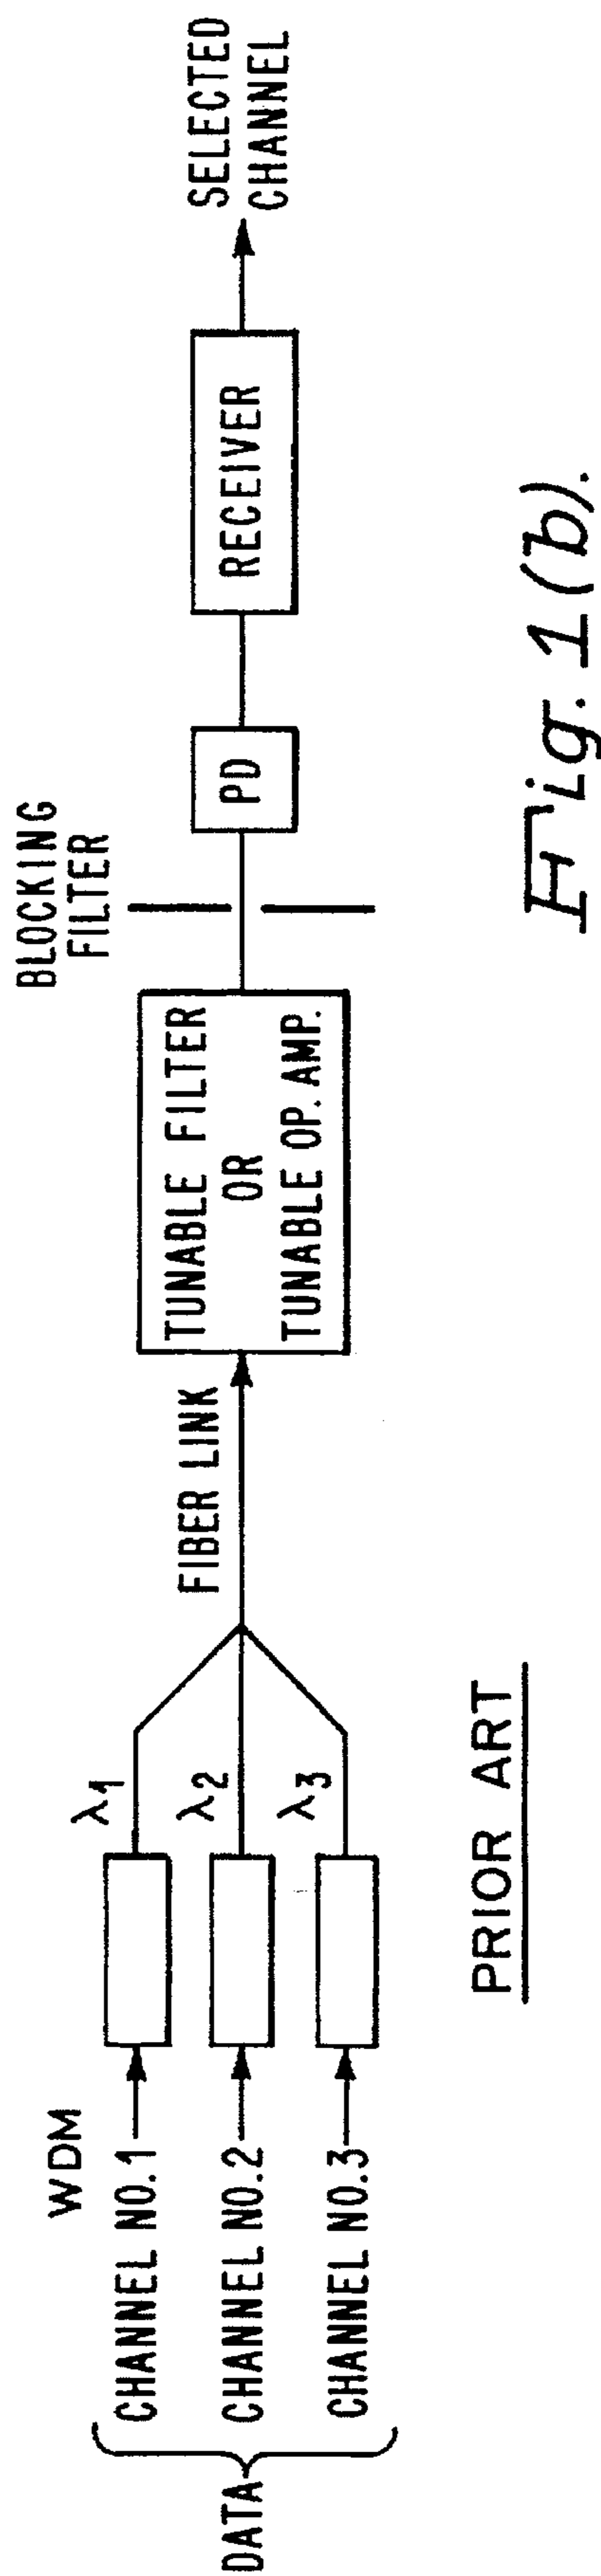 WDM
DATA
CHANNEL NO.1
CHANNEL NO.2
CHANNEL NO.3
λ1
λ2
λ3
FIBER LINK
TUNABLE FILTER
OR
TUNABLE OP. AMP.
BLOCKING
FILTER
PD
RECEIVER
SELECTED
CHANNEL
PRIOR ART
Fig. 1(b).